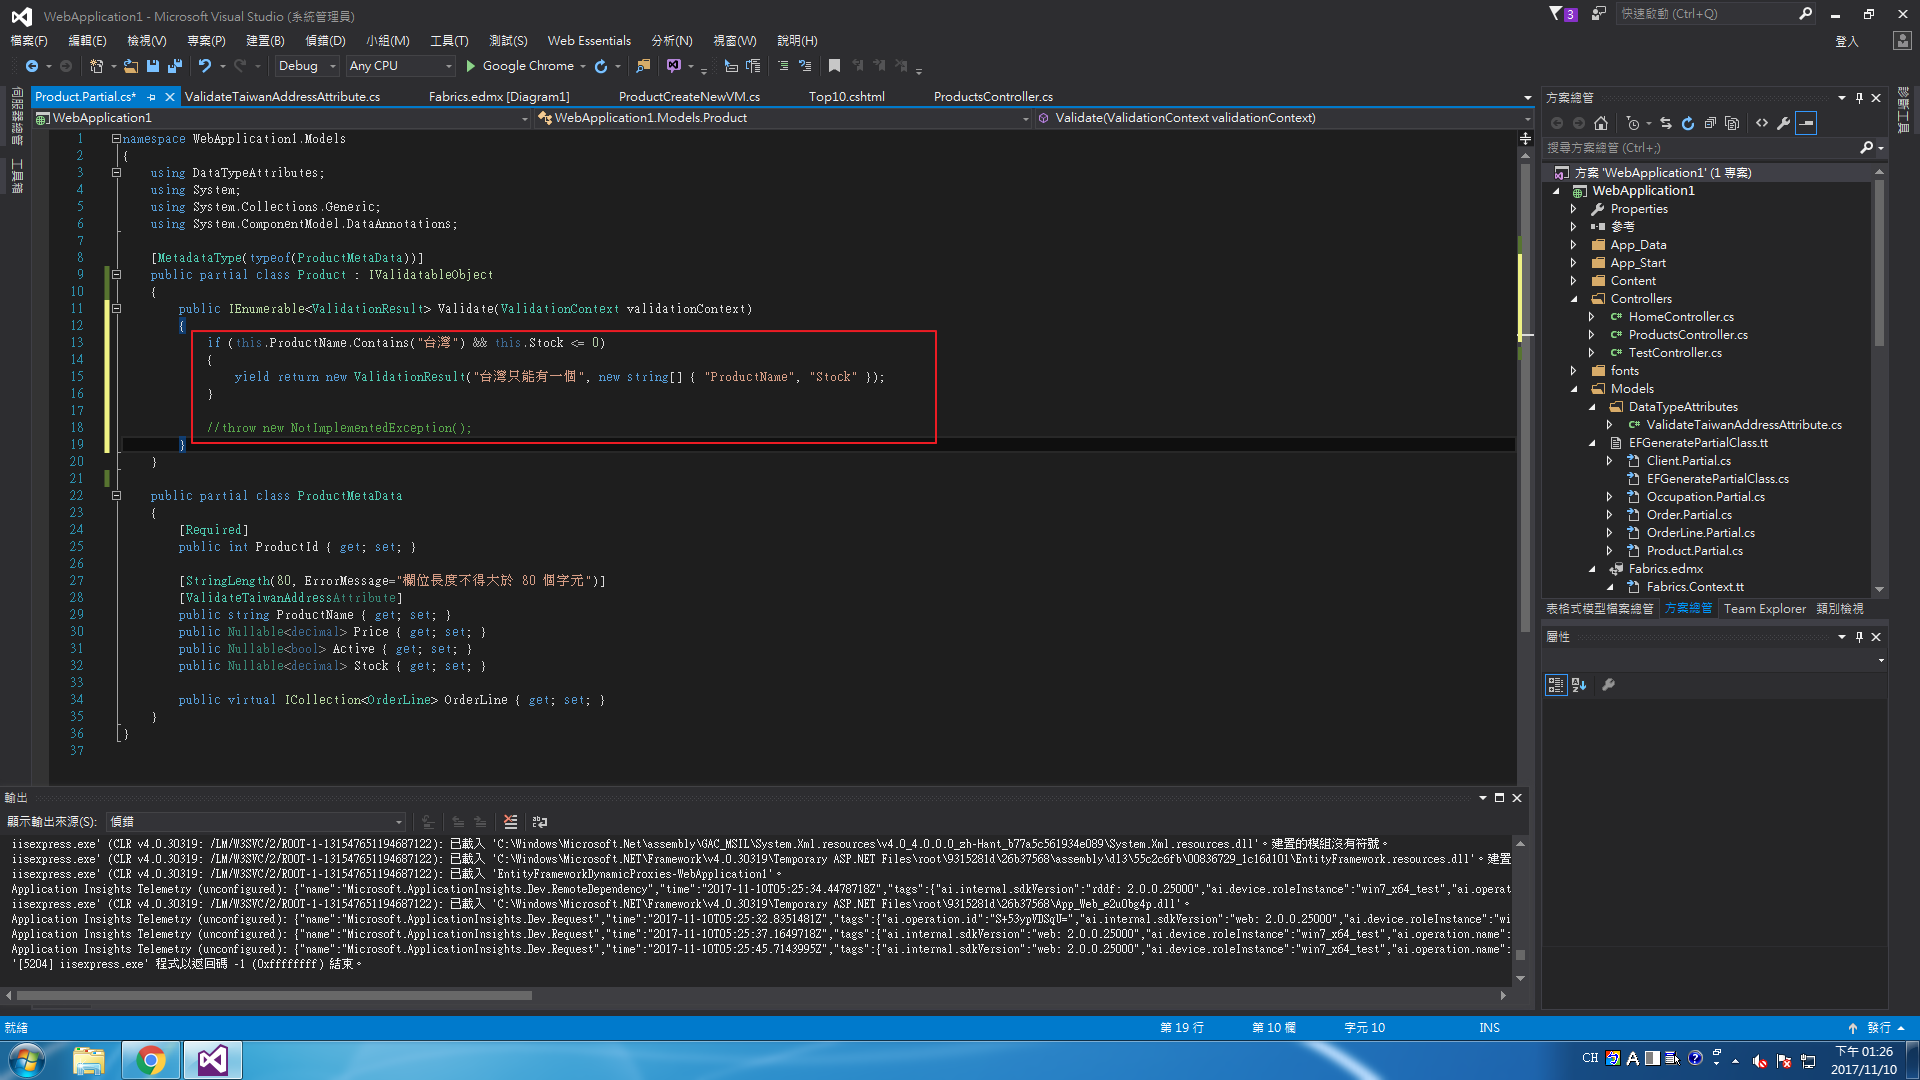 WebApplication1 - Microsoft Visual Studio (系統管理員)
3
快速啟動 (Ctrl+Q)
檔案(F) 編輯(E) 檢視(V) 專案(P) 建置(B) 偵錯(D) 小組(M) 工具(T) 測試(S) Web Essentials 分析(N) 視窗(W) 說明(H)
登入
Debug Any CPU Google Chrome
伺服器總管
工具箱
Product.Partial.cs* ValidateTaiwanAddressAttribute.cs Fabrics.edmx [Diagram1] ProductCreateNewVM.cs Top10.cshtml ProductsController.cs
WebApplication1 WebApplication1.Models.Product Validate(ValidationContext validationContext)
1 namespace WebApplication1.Models
2 {
3 using DataTypeAttributes;
4 using System;
5 using System.Collections.Generic;
6 using System.ComponentModel.DataAnnotations;
7
8 [MetadataType(typeof(ProductMetaData))]
9 public partial class Product : IValidatableObject
10 {
11 public IEnumerable<ValidationResult> Validate(ValidationContext validationContext)
12 {
13 if (this.ProductName.Contains("台灣") && this.Stock <= 0)
14 {
15 yield return new ValidationResult("台灣只能有一個", new string[] { "ProductName", "Stock" });
16 }
17
18 //throw new NotImplementedException();
19 }
20 }
21
22 public partial class ProductMetaData
23 {
24 [Required]
25 public int ProductId { get; set; }
26
27 [StringLength(80, ErrorMessage="欄位長度不得大於 80 個字元")]
28 [ValidateTaiwanAddressAttribute]
29 public string ProductName { get; set; }
30 public Nullable<decimal> Price { get; set; }
31 public Nullable<bool> Active { get; set; }
32 public Nullable<decimal> Stock { get; set; }
33
34 public virtual ICollection<OrderLine> OrderLine { get; set; }
35 }
36 }
37
方案總管
搜尋方案總管 (Ctrl+;)
方案 'WebApplication1' (1 專案)
WebApplication1
Properties
參考
App_Data
App_Start
Content
Controllers
C# HomeController.cs
C# ProductsController.cs
C# TestController.cs
fonts
Models
DataTypeAttributes
C# ValidateTaiwanAddressAttribute.cs
EFGeneratePartialClass.tt
Client.Partial.cs
EFGeneratePartialClass.cs
Occupation.Partial.cs
Order.Partial.cs
OrderLine.Partial.cs
Product.Partial.cs
Fabrics.edmx
Fabrics.Context.tt
表格式模型檔案總管 方案總管 Team Explorer 類別檢視
診斷工具
屬性
輸出
顯示輸出來源(S): 偵錯
iisexpress.exe' (CLR v4.0.30319: /LM/W3SVC/2/ROOT-1-131547651194687122): 已載入 'C:\Windows\Microsoft.Net\assembly\GAC_MSIL\System.Xml.resources\v4.0_4.0.0.0_zh-Hant_b77a5c561934e089\System.Xml.resources.dll'。建置的模組沒有符號。
iisexpress.exe' (CLR v4.0.30319: /LM/W3SVC/2/ROOT-1-131547651194687122): 已載入 'C:\Windows\Microsoft.NET\Framework\v4.0.30319\Temporary ASP.NET Files\root\9315281d\26b37568\assembly\dl3\55c2c6fb\00836729_1c16d101\EntityFramework.resources.dll'。建置
iisexpress.exe' (CLR v4.0.30319: /LM/W3SVC/2/ROOT-1-131547651194687122): 已載入 'EntityFrameworkDynamicProxies-WebApplication1'。
Application Insights Telemetry (unconfigured): {"name":"Microsoft.ApplicationInsights.Dev.RemoteDependency","time":"2017-11-10T05:25:34.4478718Z","tags":{"ai.internal.sdkVersion":"rddf: 2.0.0.25000","ai.device.roleInstance":"win7_x64_test","ai.operat
iisexpress.exe' (CLR v4.0.30319: /LM/W3SVC/2/ROOT-1-131547651194687122): 已載入 'C:\Windows\Microsoft.NET\Framework\v4.0.30319\Temporary ASP.NET Files\root\9315281d\26b37568\App_Web_e2u0bg4p.dll'。
Application Insights Telemetry (unconfigured): {"name":"Microsoft.ApplicationInsights.Dev.Request","time":"2017-11-10T05:25:32.8351481Z","tags":{"ai.operation.id":"S+53ypVDSqU=","ai.internal.sdkVersion":"web: 2.0.0.25000","ai.device.roleInstance":"wi
Application Insights Telemetry (unconfigured): {"name":"Microsoft.ApplicationInsights.Dev.Request","time":"2017-11-10T05:25:37.1649718Z","tags":{"ai.internal.sdkVersion":"web: 2.0.0.25000","ai.device.roleInstance":"win7_x64_test","ai.operation.name":
Application Insights Telemetry (unconfigured): {"name":"Microsoft.ApplicationInsights.Dev.Request","time":"2017-11-10T05:25:45.7143995Z","tags":{"ai.internal.sdkVersion":"web: 2.0.0.25000","ai.device.roleInstance":"win7_x64_test","ai.operation.name":
'[5204] iisexpress.exe' 程式以返回碼 -1 (0xffffffff) 結束。
就緒 第 19 行 第 10 欄 字元 10 INS 發行
CH A
下午 01:26
2017/11/10